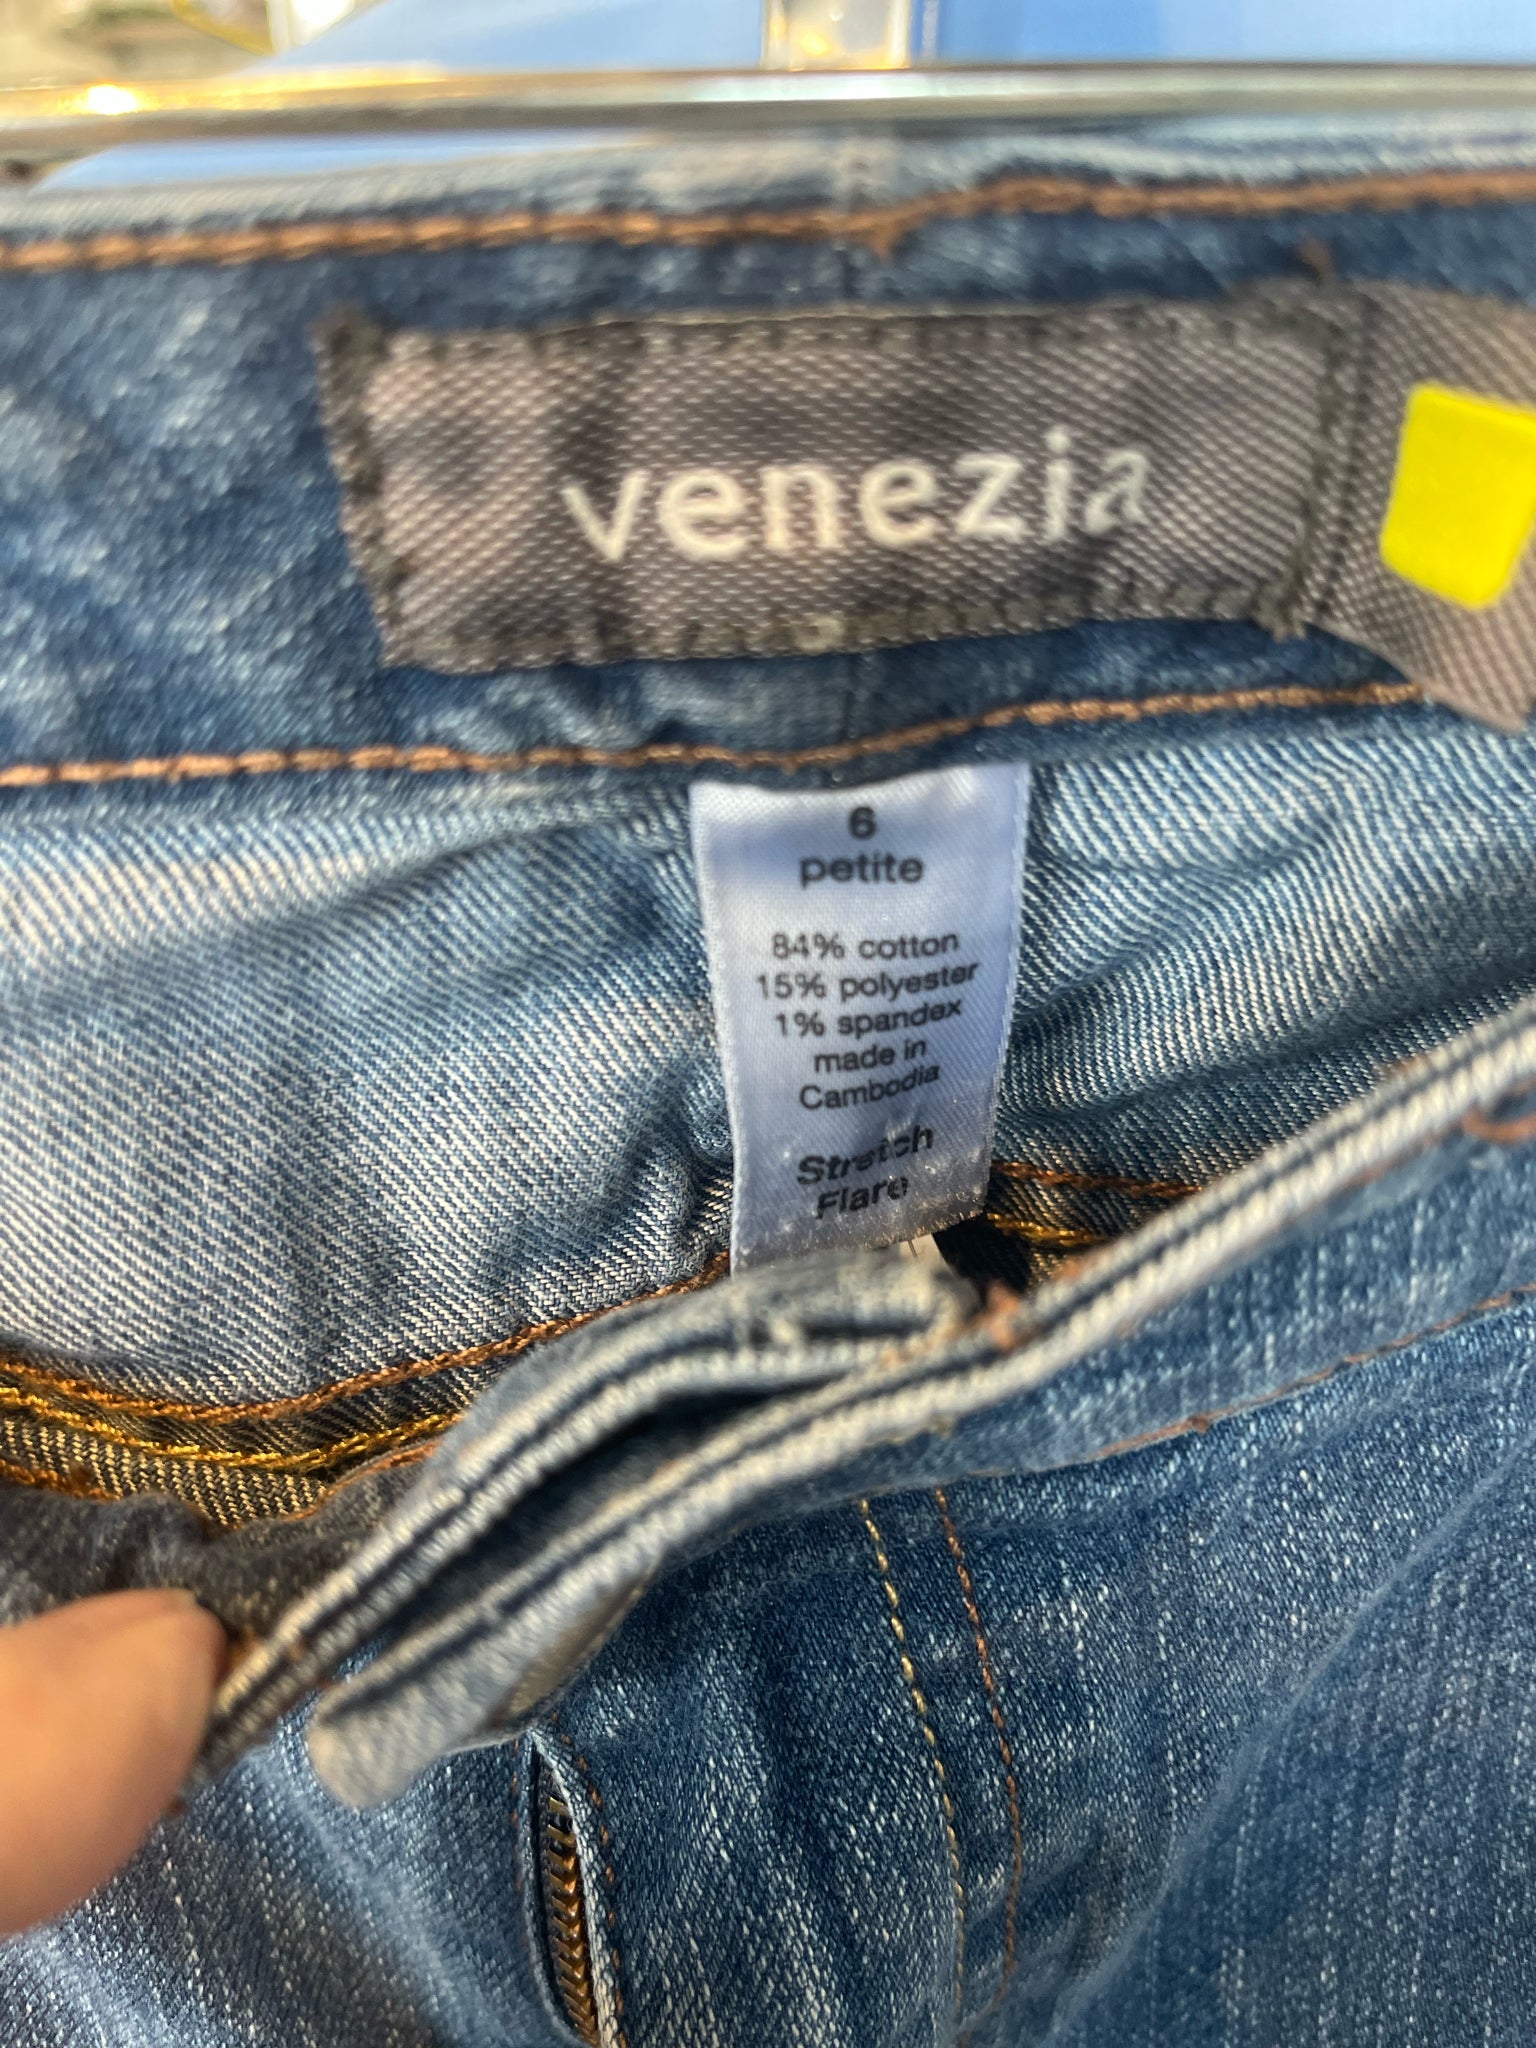 venezia
6
petite
84% cotton
15% polyester
1% spandex
made in
Cambodia
Stretch
Flare